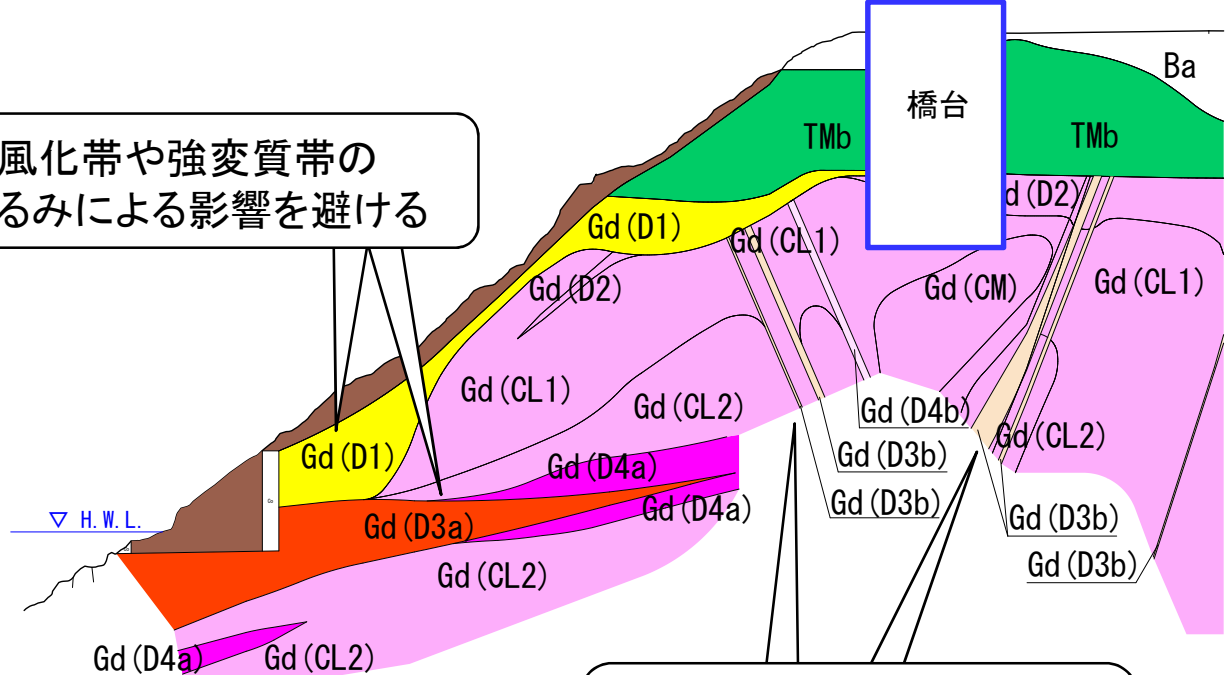 Ba
橋台
TMb
TMb
風化帯や強変質帯の
るみによる影響を避ける
d(D2)
Gd(D1)
Gd(CL1)
Gd(D2)
Gd(CM)
Gd(CL1)
Gd(CL1)
Gd(CL2)
Gd(D4b)
Gd(CL2)
Gd(D1)
Gd(D3b)
Gd(D4a)
Gd(D3b)
Gd(D4a)
▽ H.W.L.
Gd(D3a)
Gd(D3b)
Gd(CL2)
Gd(D3b)
Gd(D4a)
Gd(CL2)